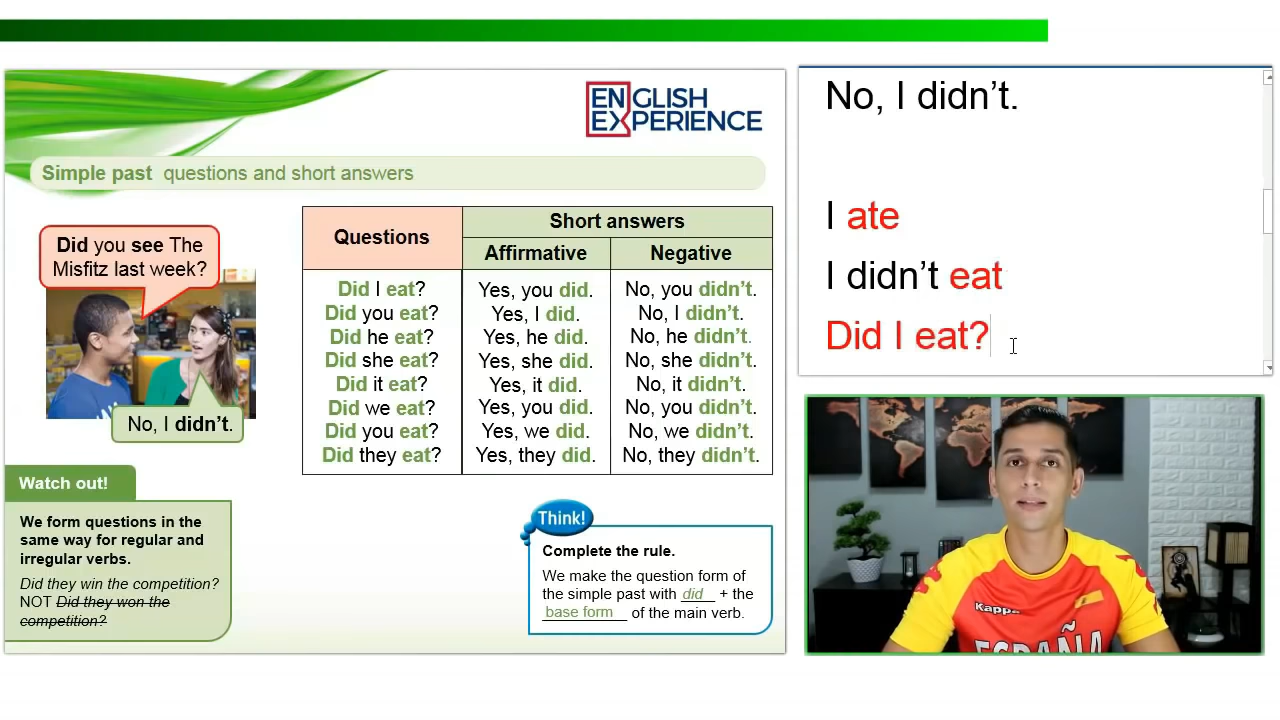 ENGLISH
EXPERIENCE
Simple past questions and short answers
Did you see The
Misfitz last week?
No, I didn't.
Questions
Short answers
Affirmative
Negative
Did I eat?
Yes, you did.
No, you didn't.
Did you eat?
Yes, I did.
No, I didn't.
Did he eat?
Yes, he did.
No, he didn't.
Did she eat?
Yes, she did.
No, she didn't.
Did it eat?
Yes, it did.
No, it didn't.
Did we eat?
Yes, you did.
No, you didn't.
Did you eat?
Yes, we did.
No, we didn't.
Did they eat?
Yes, they did.
No, they didn't.
Watch out!
We form questions in the
same way for regular and
irregular verbs.
Did they win the competition?
NOT Did they won the
competition?
Think!
Complete the rule.
We make the question form of
the simple past with did + the
base form of the main verb.
No, I didn't.
I ate
I didn't eat
Did I eat?
Kappa
ESPAÑA